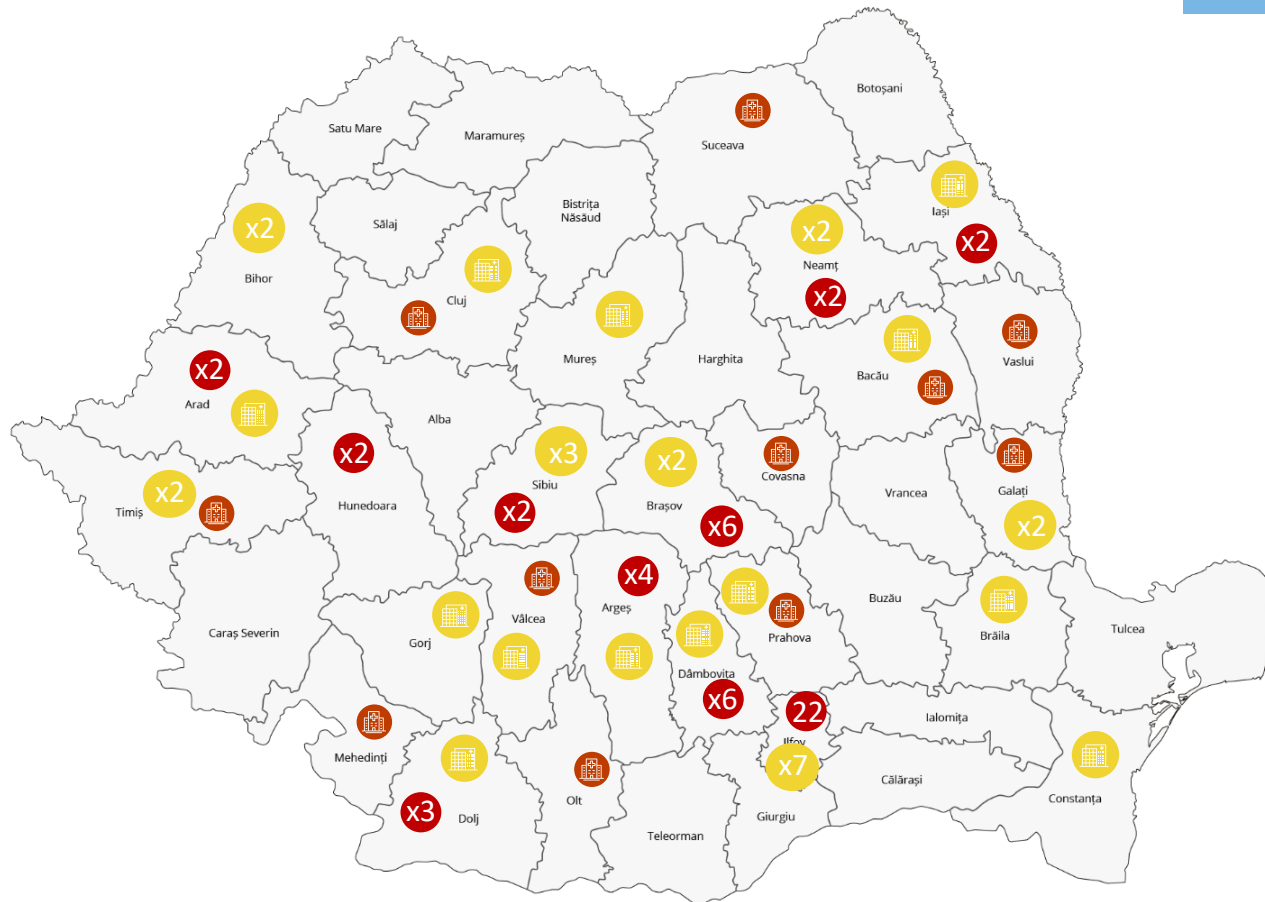 Botoșani
Satu Mare
Maramureș
Suceava
Iași
x2
Bistrița
Năsăud
Sălaj
x2
Bihor
x2
Neamț
x2
Cluj
Mureș
Harghita
Bacău
Vaslui
x2
Arad
Alba
x2
Hunedoara
x3
Sibiu
x2
x2
Brașov
x6
Covasna
Vrancea
Galați
x2
x2
Timiș
x4
Argeș
Vâlcea
Gorj
Caraș Severin
Prahova
Buzău
Brăila
Tulcea
Dâmbovița
x6
22
Ilfov
x7
Ialomița
Călărași
Constanța
Mehedinți
x3
Dolj
Olt
Teleorman
Giurgiu